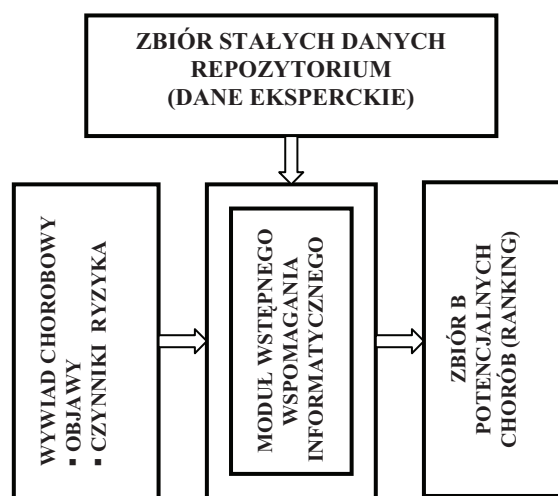 ZBIÓR STAŁYCH DANYCH
REPOZYTORIUM
(DANE EKSPERCKIE)
WYWIAD CHOROBOWY
▪ OBJAWY
▪ CZYNNIKI RYZYKA
MODUŁ WSTĘPNEGO
WSPOMAGANIA
INFORMATYCZNEGO
ZBIÓR B
POTENCJALNYCH
CHORÓB (RANKING)